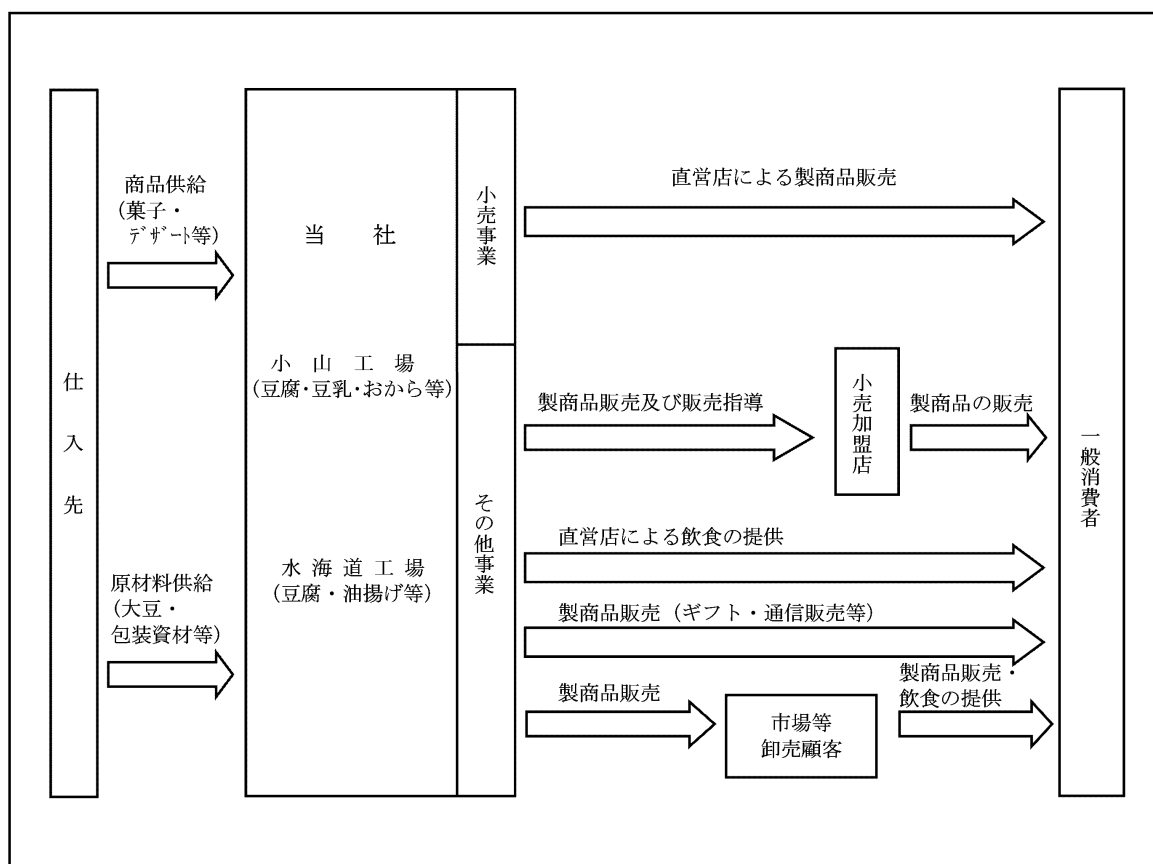 仕入先
商品供給
(菓子・
ﾃﾞｻﾞｰﾄ等)
原材料供給
(大豆・
包装資材等)
当 社
小 山 工 場
(豆腐・豆乳・おから等)
水 海 道 工 場
(豆腐・油揚げ等)
小売事業
その他事業
直営店による製商品販売
製商品販売及び販売指導
小売加盟店
製商品の販売
直営店による飲食の提供
製商品販売(ギフト・通信販売等)
製商品販売
市場等
卸売顧客
製商品販売・
飲食の提供
一般消費者